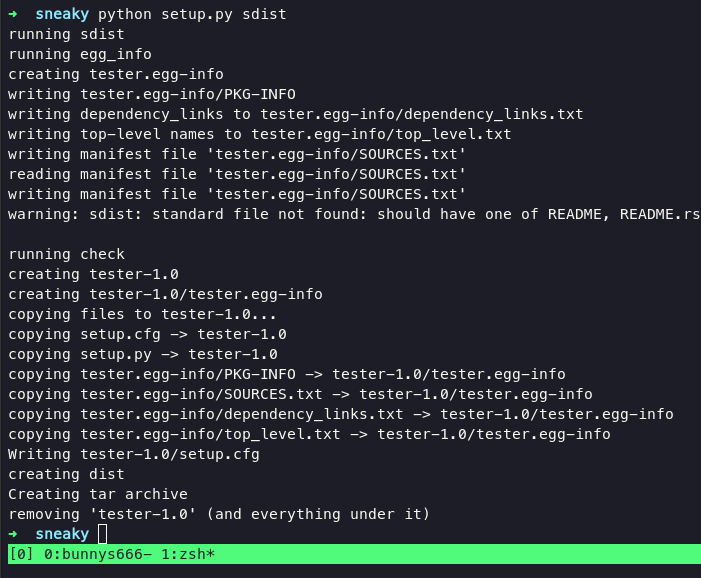 ➜  sneaky python setup.py sdist
running sdist
running egg_info
creating tester.egg-info
writing tester.egg-info/PKG-INFO
writing dependency_links to tester.egg-info/dependency_links.txt
writing top-level names to tester.egg-info/top_level.txt
writing manifest file 'tester.egg-info/SOURCES.txt'
reading manifest file 'tester.egg-info/SOURCES.txt'
writing manifest file 'tester.egg-info/SOURCES.txt'
warning: sdist: standard file not found: should have one of README, README.rs
running check
creating tester-1.0
creating tester-1.0/tester.egg-info
copying files to tester-1.0...
copying setup.cfg -> tester-1.0
copying setup.py -> tester-1.0
copying tester.egg-info/PKG-INFO -> tester-1.0/tester.egg-info
copying tester.egg-info/SOURCES.txt -> tester-1.0/tester.egg-info
copying tester.egg-info/dependency_links.txt -> tester-1.0/tester.egg-info
copying tester.egg-info/top_level.txt -> tester-1.0/tester.egg-info
Writing tester-1.0/setup.cfg
creating dist
Creating tar archive
removing 'tester-1.0' (and everything under it)
➜  sneaky
[0] 0:bunnys666- 1:zsh*